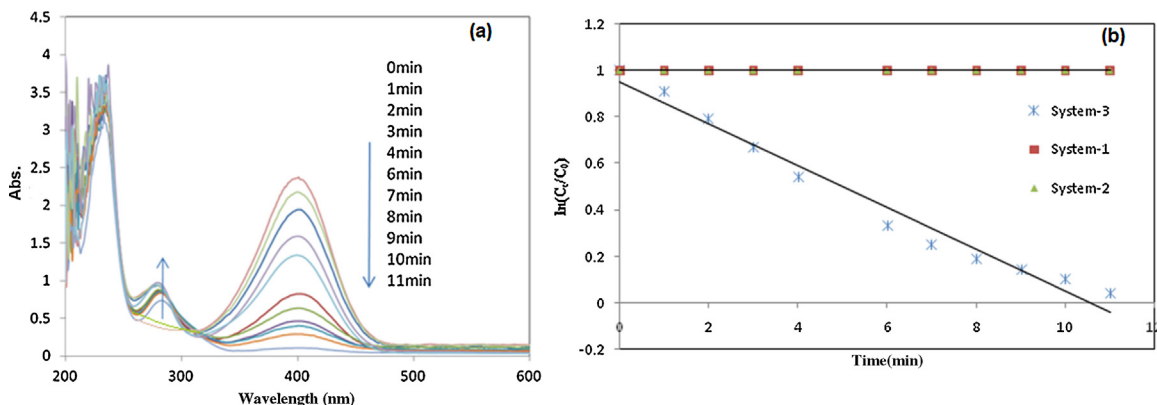 (a)
4.5
4
3.5
3
2.5
2
1.5
1
0.5
0
Abs.
200
300
400
500
600
Wavelength (nm)
0min
1min
2min
3min
4min
6min
7min
8min
9min
10min
11min
(b)
1.2
1
0.8
0.6
0.4
0.2
0
-0.2
ln(Cₜ/C₀)
0
2
4
6
8
10
12
Time(min)
System-3
System-1
System-2